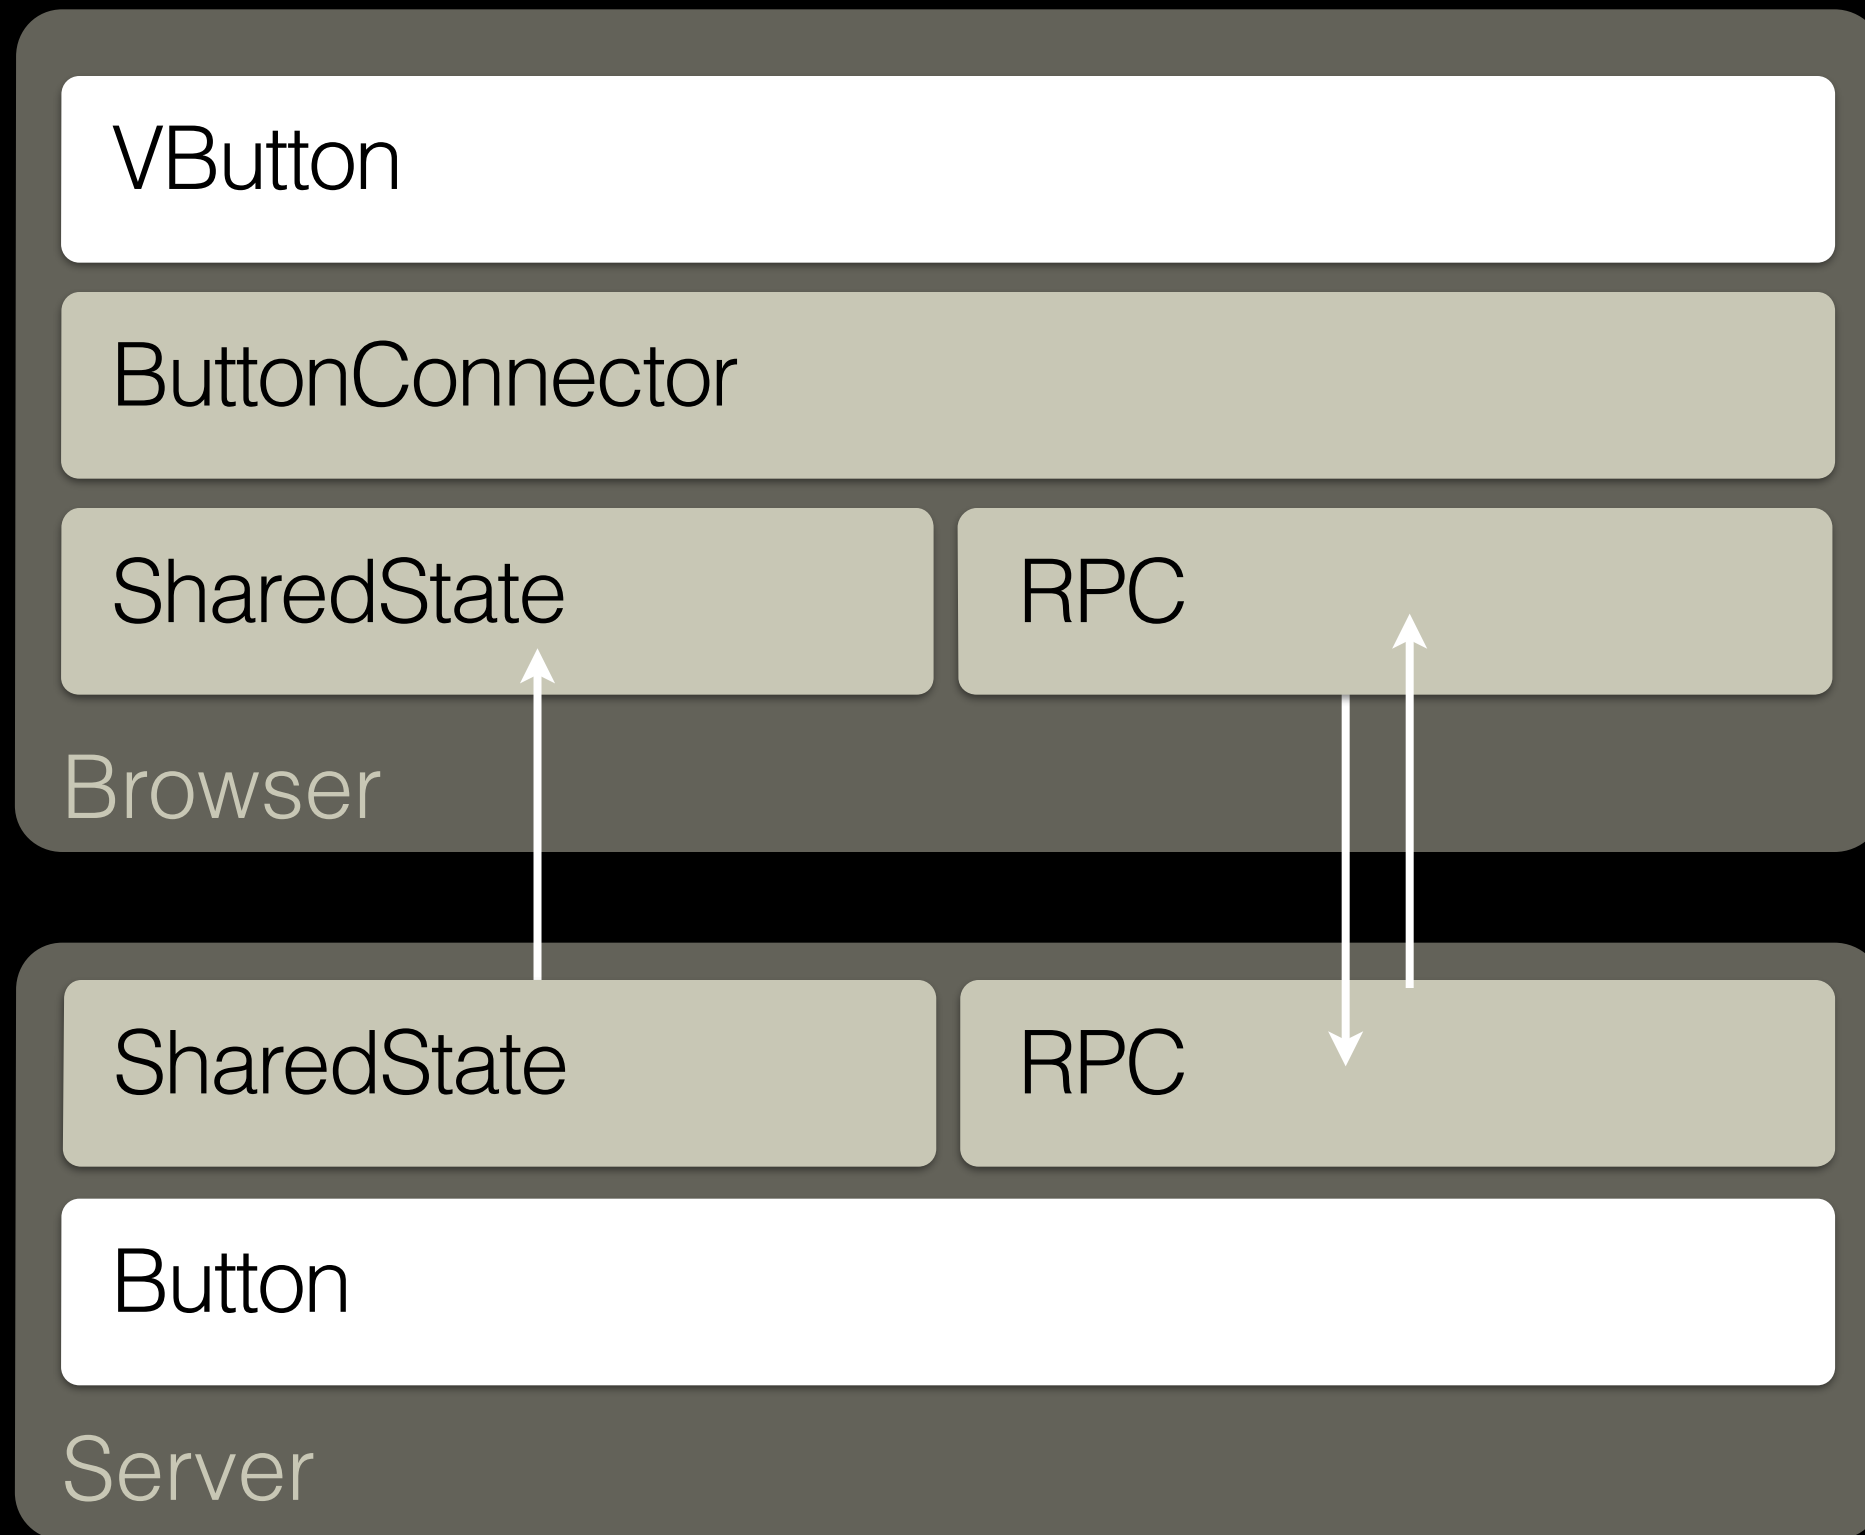 VButton
ButtonConnector
SharedState
RPC
Browser
SharedState
RPC
Button
Server